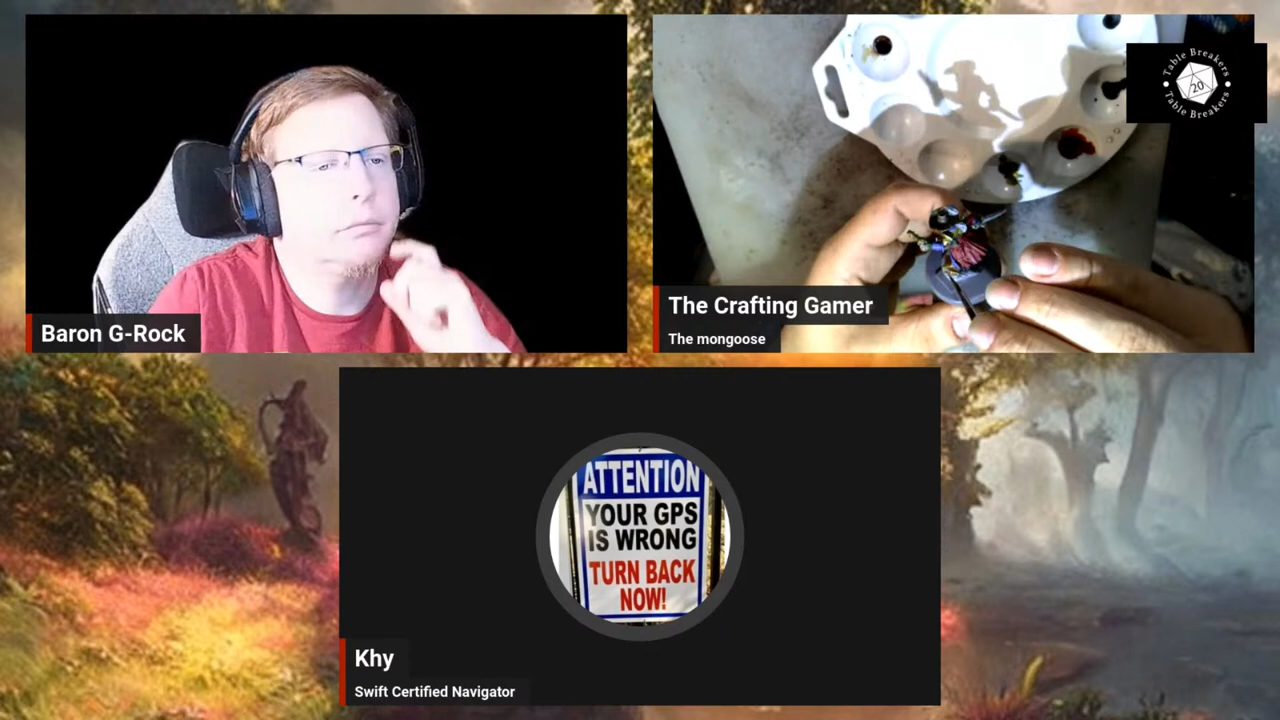 Baron G-Rock
The Crafting Gamer
The mongoose
Table Breakers
20
Table Breakers
ATTENTION
YOUR GPS
IS WRONG
TURN BACK
NOW!
Khy
Swift Certified Navigator